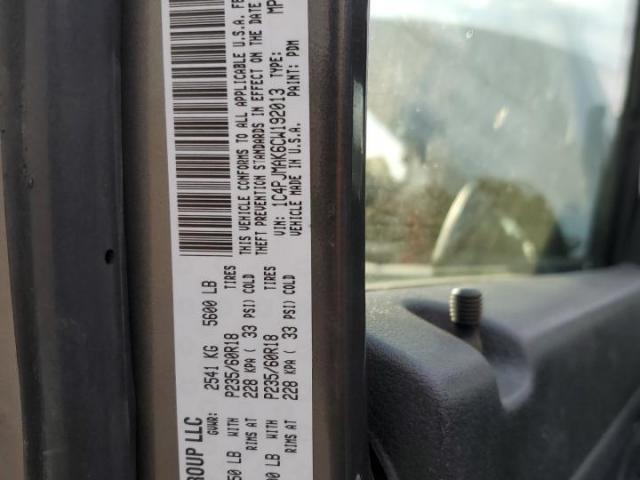 ROUP LLC
GVWR: 2541 KG 5600 LB
50 LB WITH P235/60R18 TIRES
RIMS AT 228 KPA ( 33 PSI) COLD
00 LB WITH P235/60R18 TIRES
RIMS AT 228 KPA ( 33 PSI) COLD
THIS VEHICLE CONFORMS TO ALL APPLICABLE U.S.A. FE
THEFT PREVENTION STANDARDS IN EFFECT ON THE DATE
VIN: 1C4PJMAK6CW192013 TYPE: MP
VEHICLE MADE IN U.S.A. PAINT: PDM